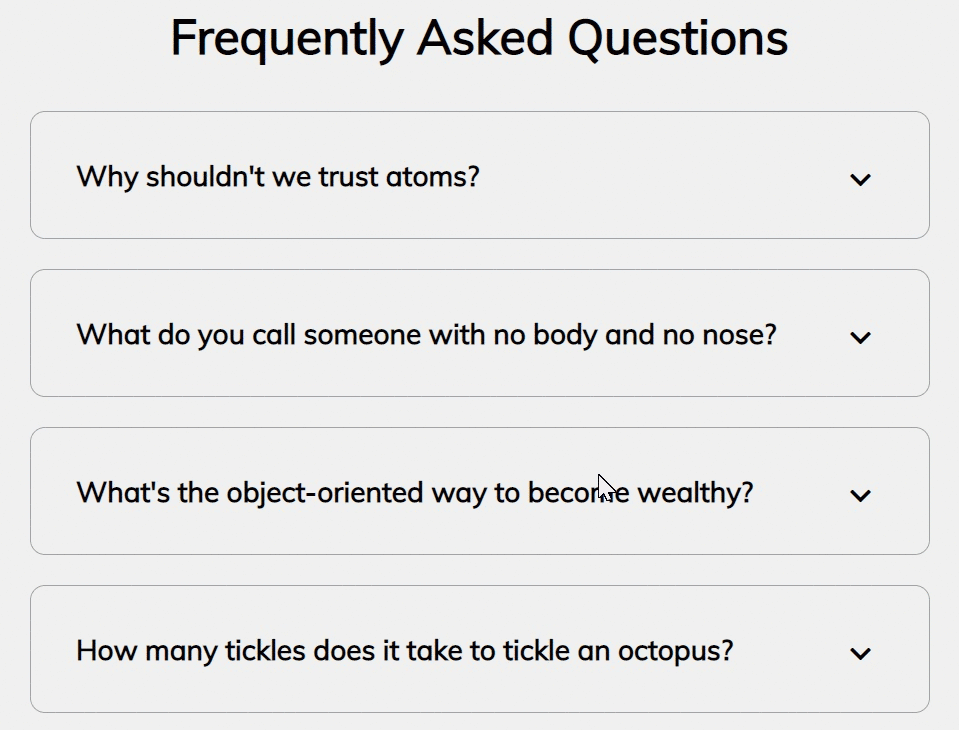 Frequently Asked Questions
Why shouldn't we trust atoms?
What do you call someone with no body and no nose?
What's the object-oriented way to become wealthy?
How many tickles does it take to tickle an octopus?